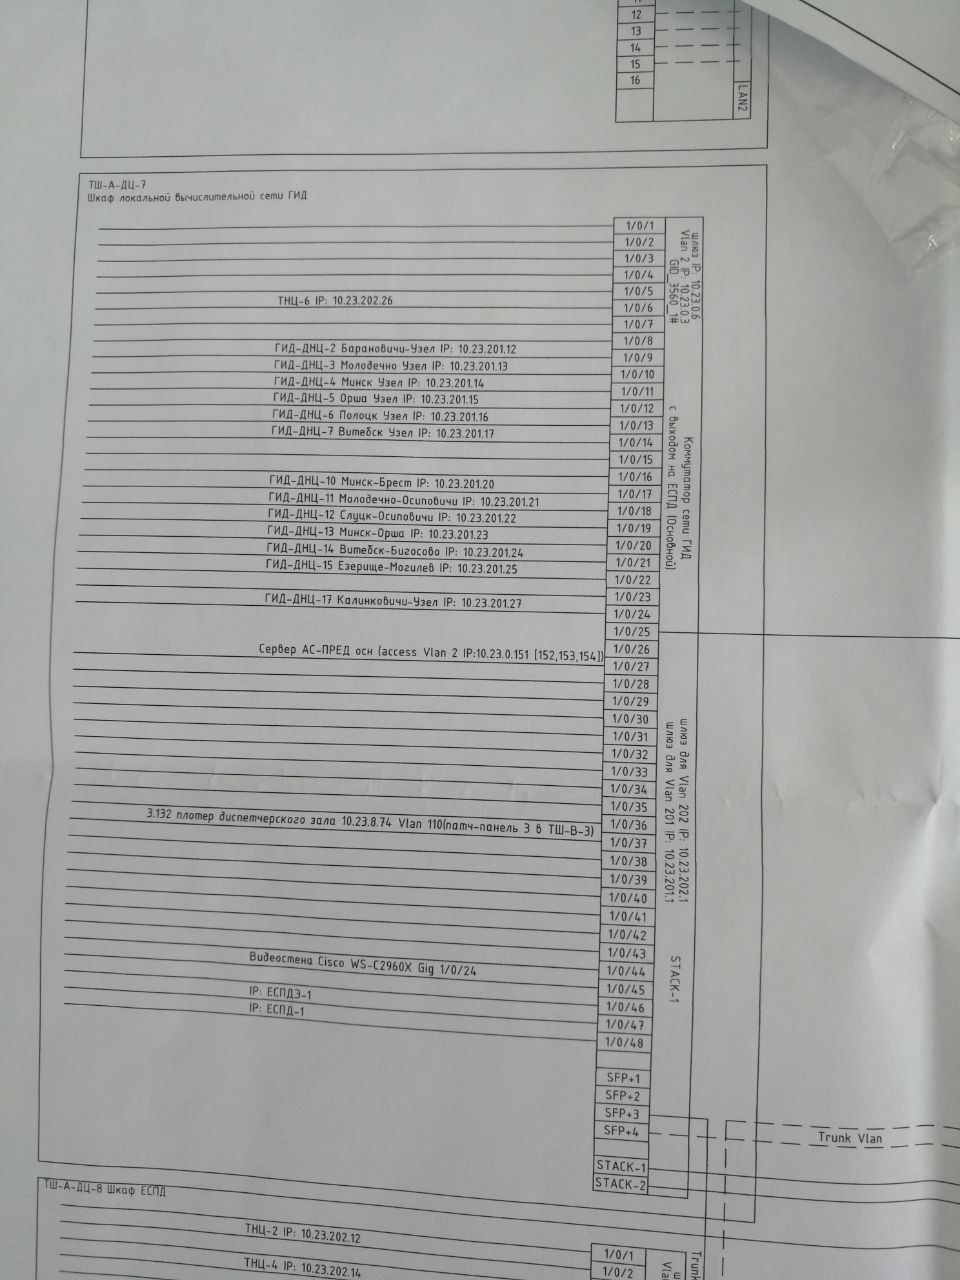 12
13
14
15
16
LAN2
ТШ-А-ДЦ-7
Шкаф локальной вычислительной сети ГИД
1/0/1
1/0/2
1/0/3
1/0/4
1/0/5
ТНЦ-6 IP: 10.23.202.26
1/0/6
1/0/7
1/0/8
ГИД-ДНЦ-2 Барановичи-Узел IP: 10.23.201.12
1/0/9
ГИД-ДНЦ-3 Молодечно Узел IP: 10.23.201.13
1/0/10
ГИД-ДНЦ-4 Минск Узел IP: 10.23.201.14
1/0/11
ГИД-ДНЦ-5 Орша Узел IP: 10.23.201.15
1/0/12
ГИД-ДНЦ-6 Полоцк Узел IP: 10.23.201.16
1/0/13
ГИД-ДНЦ-7 Витебск Узел IP: 10.23.201.17
1/0/14
1/0/15
1/0/16
ГИД-ДНЦ-10 Минск-Брест IP: 10.23.201.20
1/0/17
ГИД-ДНЦ-11 Молодечно-Осиповичи IP: 10.23.201.21
1/0/18
ГИД-ДНЦ-12 Слуцк-Осиповичи IP: 10.23.201.22
1/0/19
ГИД-ДНЦ-13 Минск-Орша IP: 10.23.201.23
1/0/20
ГИД-ДНЦ-14 Витебск-Бигосово IP: 10.23.201.24
1/0/21
ГИД-ДНЦ-15 Езерище-Могилев IP: 10.23.201.25
1/0/22
1/0/23
ГИД-ДНЦ-17 Калинковичи-Узел IP: 10.23.201.27
1/0/24
1/0/25
Сервер АС-ПРЕД осн (access Vlan 2 IP:10.23.0.151 [152,153,154])
1/0/26
1/0/27
1/0/28
1/0/29
1/0/30
1/0/31
1/0/32
1/0/33
1/0/34
1/0/35
3.132 плотер диспетчерского зала 10.23.8.74 Vlan 110(патч-панель 3 в ТШ-В-3)
1/0/36
1/0/37
1/0/38
1/0/39
1/0/40
1/0/41
1/0/42
1/0/43
Видеостена Cisco WS-C2960X Gig 1/0/24
1/0/44
1/0/45
IP: ЕСПДЭ-1
1/0/46
IP: ЕСПД-1
1/0/47
1/0/48
SFP+1
SFP+2
SFP+3
SFP+4
STACK-1
STACK-2
шлюз IP: 10.23.0.6
Vlan 2 IP: 10.23.0.3
GID_3560_1#
Коммутатор сети ГИД
с выходом на ЕСПД (Основной)
шлюз для Vlan 202 IP: 10.23.202.1
шлюз для Vlan 201 IP: 10.23.201.1
STACK-1
Trunk Vlan
ТШ-А-ДЦ-8 Шкаф ЕСПД
ТНЦ-2 IP: 10.23.202.12
1/0/1
ТНЦ-4 IP: 10.23.202.14
1/0/2
Trunk